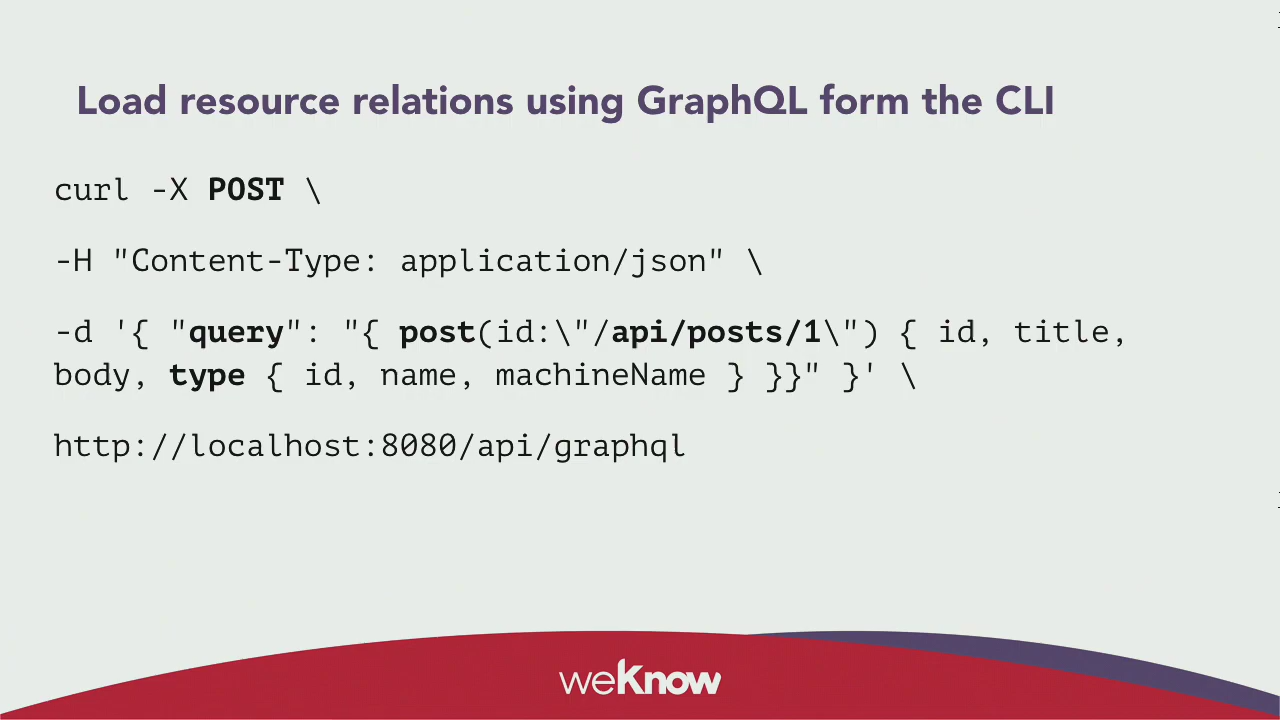 Load resource relations using GraphQL form the CLI
curl -X POST \
-H "Content-Type: application/json" \
-d '{ "query": "{ post(id:\"/api/posts/1\") { id, title,
body, type { id, name, machineName } }}" }' \
http://localhost:8080/api/graphql
weKnow